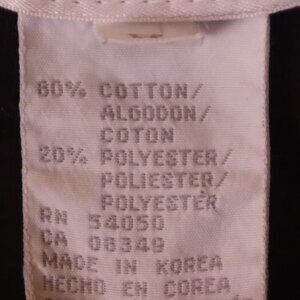 80% COTTON/
ALGODON/
COTON
20% POLYESTER/
POLIESTER/
POLYESTER
RN 54050
CA 08349
MADE IN KOREA
HECHO EN COREA